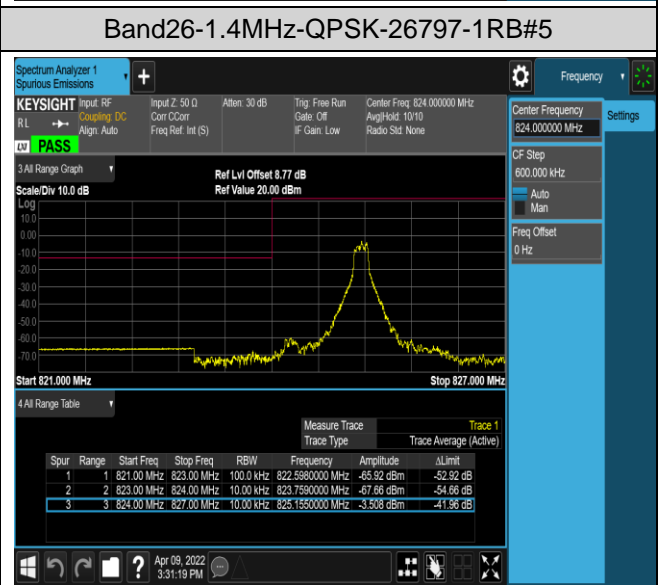 Band26-1.4MHz-QPSK-26797-1RB#5
Spectrum Analyzer 1
Spurious Emissions
Frequency
KEYSIGHT Input: RF Input Z: 50 Ω Atten: 30 dB Trig: Free Run Center Freq: 824.000000 MHz
RL Coupling: DC Corr CCorr Gate: Off Avg|Hold: 10/10
Align: Auto Freq Ref: Int (S) IF Gain: Low Radio Std: None
LXI PASS
Center Frequency
824.000000 MHz
Settings
CF Step
600.000 kHz
Auto
Man
Freq Offset
0 Hz
3 All Range Graph
Ref Lvl Offset 8.77 dB
Scale/Div 10.0 dB Ref Value 20.00 dBm
Log
10.0
0.00
-10.0
-20.0
-30.0
-40.0
-50.0
-60.0
-70.0
Start 821.000 MHz Stop 827.000 MHz
4 All Range Table
Measure Trace Trace 1
Trace Type Trace Average (Active)
Spur Range Start Freq Stop Freq RBW Frequency Amplitude ΔLimit
1 1 821.00 MHz 823.00 MHz 100.0 kHz 822.5980000 MHz -65.92 dBm -52.92 dB
2 2 823.00 MHz 824.00 MHz 10.00 kHz 823.7590000 MHz -67.66 dBm -54.66 dB
3 3 824.00 MHz 827.00 MHz 10.00 kHz 825.1550000 MHz -3.508 dBm -41.96 dB
Apr 09, 2022
3:31:19 PM